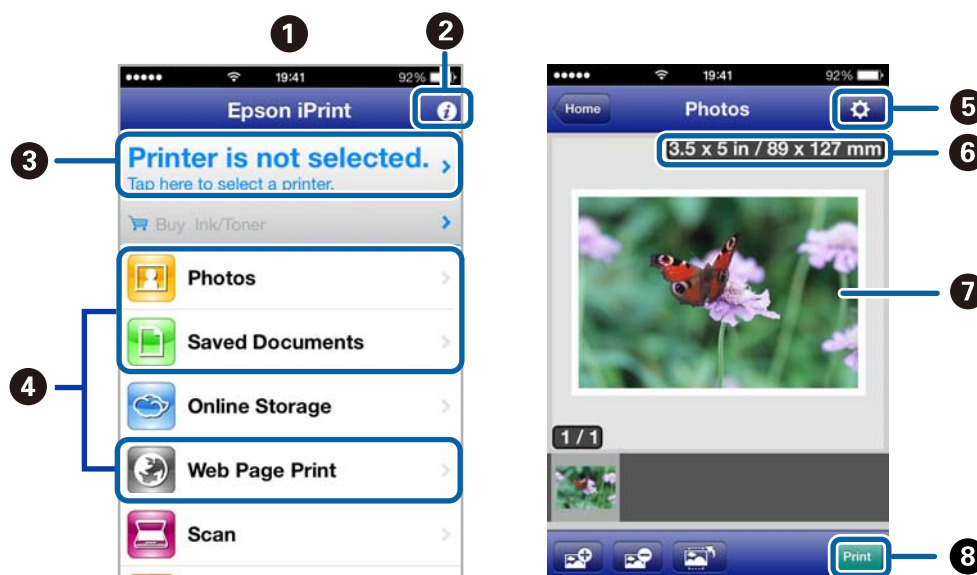 1
2
19:41
92%
Epson iPrint
3
Printer is not selected.
Tap here to select a printer.
Buy Ink/Toner
Photos
Saved Documents
4
Online Storage
Web Page Print
Scan
19:41
92%
Home
Photos
5
3.5 x 5 in / 89 x 127 mm
6
7
1 / 1
Print
8